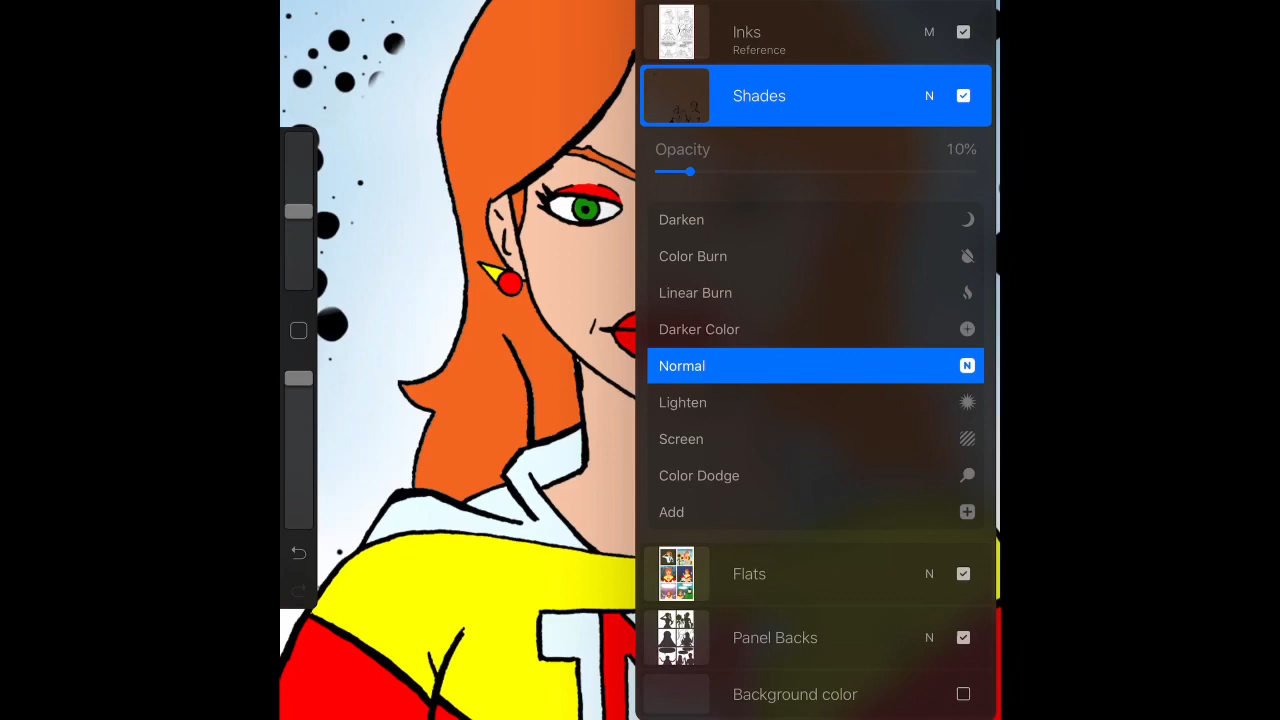 Inks M
Reference
Shades N
Opacity 10%
Darken
Color Burn
Linear Burn
Darker Color
Normal N
Lighten
Screen
Color Dodge
Add
Flats N
Panel Backs N
Background color